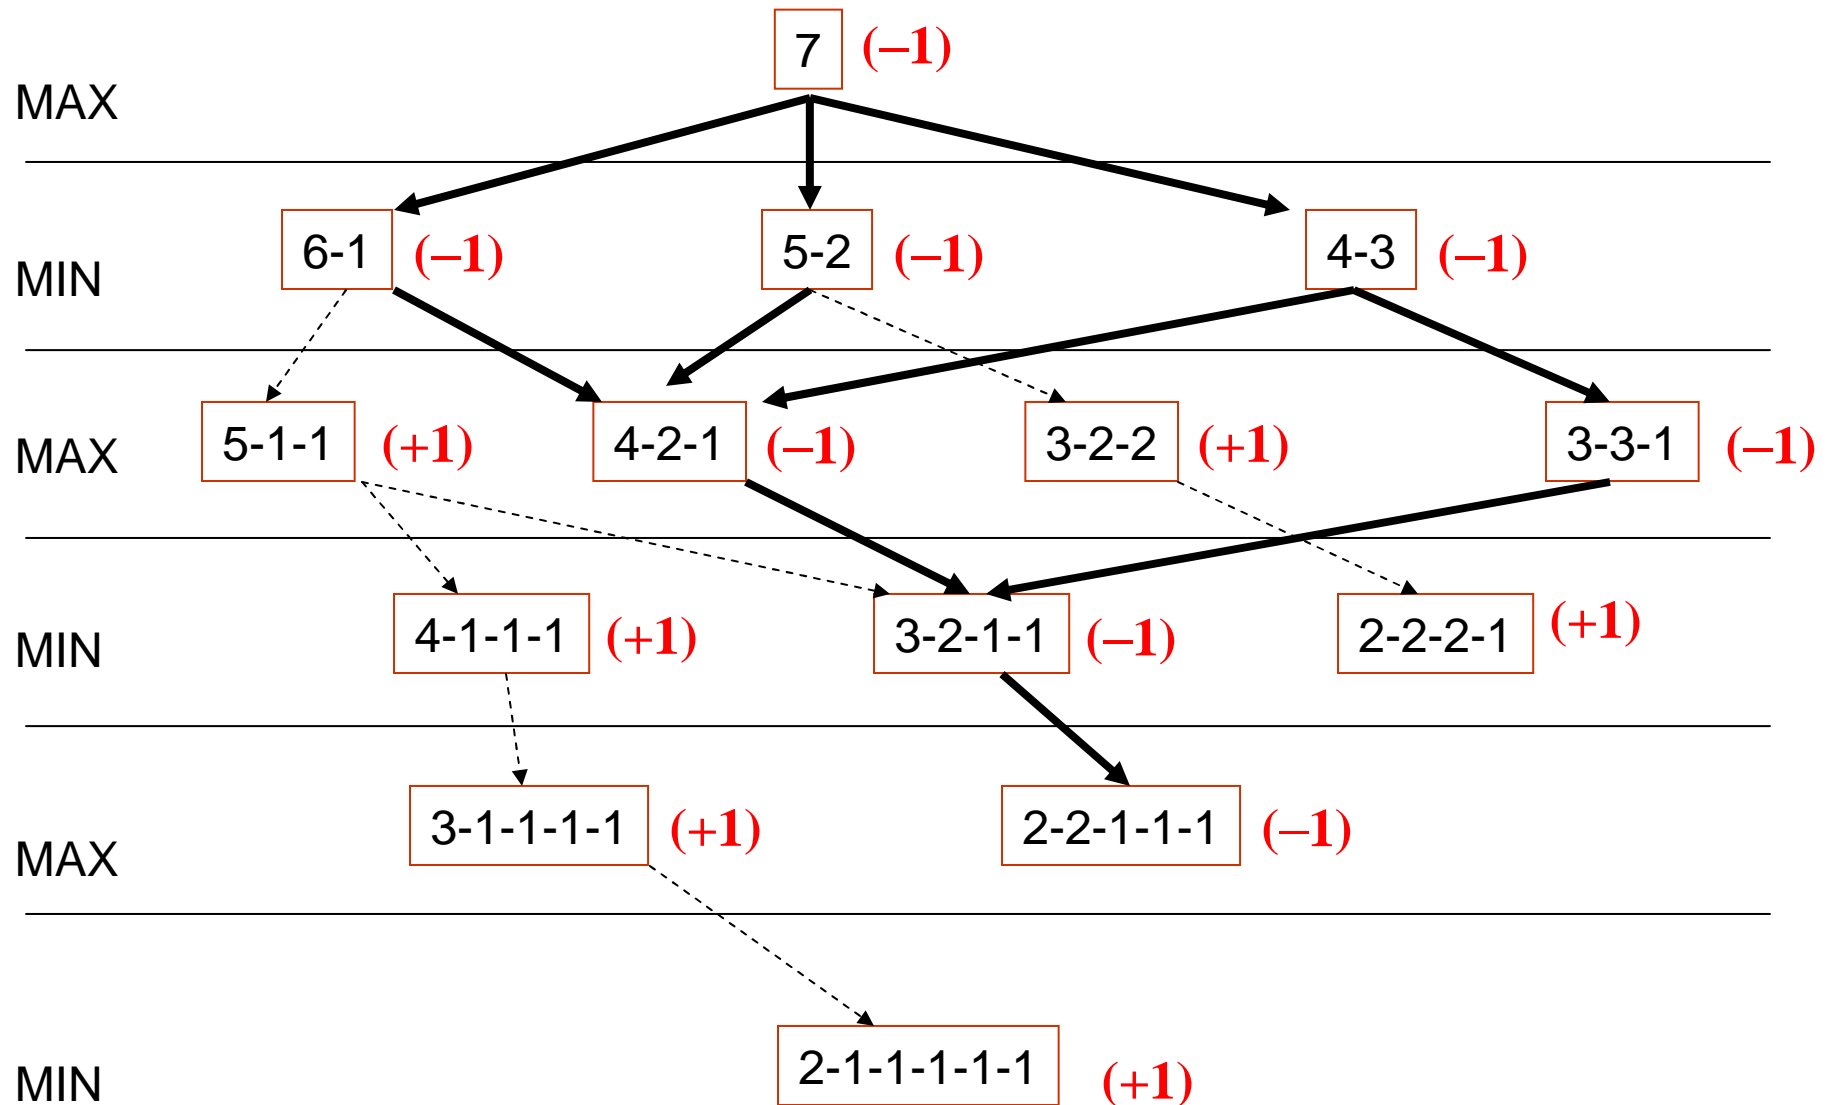 7 (–1)
MAX
6-1 (–1) 5-2 (–1) 4-3 (–1)
MIN
5-1-1 (+1) 4-2-1 (–1) 3-2-2 (+1) 3-3-1 (–1)
MAX
4-1-1-1 (+1) 3-2-1-1 (–1) 2-2-2-1 (+1)
MIN
3-1-1-1-1 (+1) 2-2-1-1-1 (–1)
MAX
2-1-1-1-1-1 (+1)
MIN